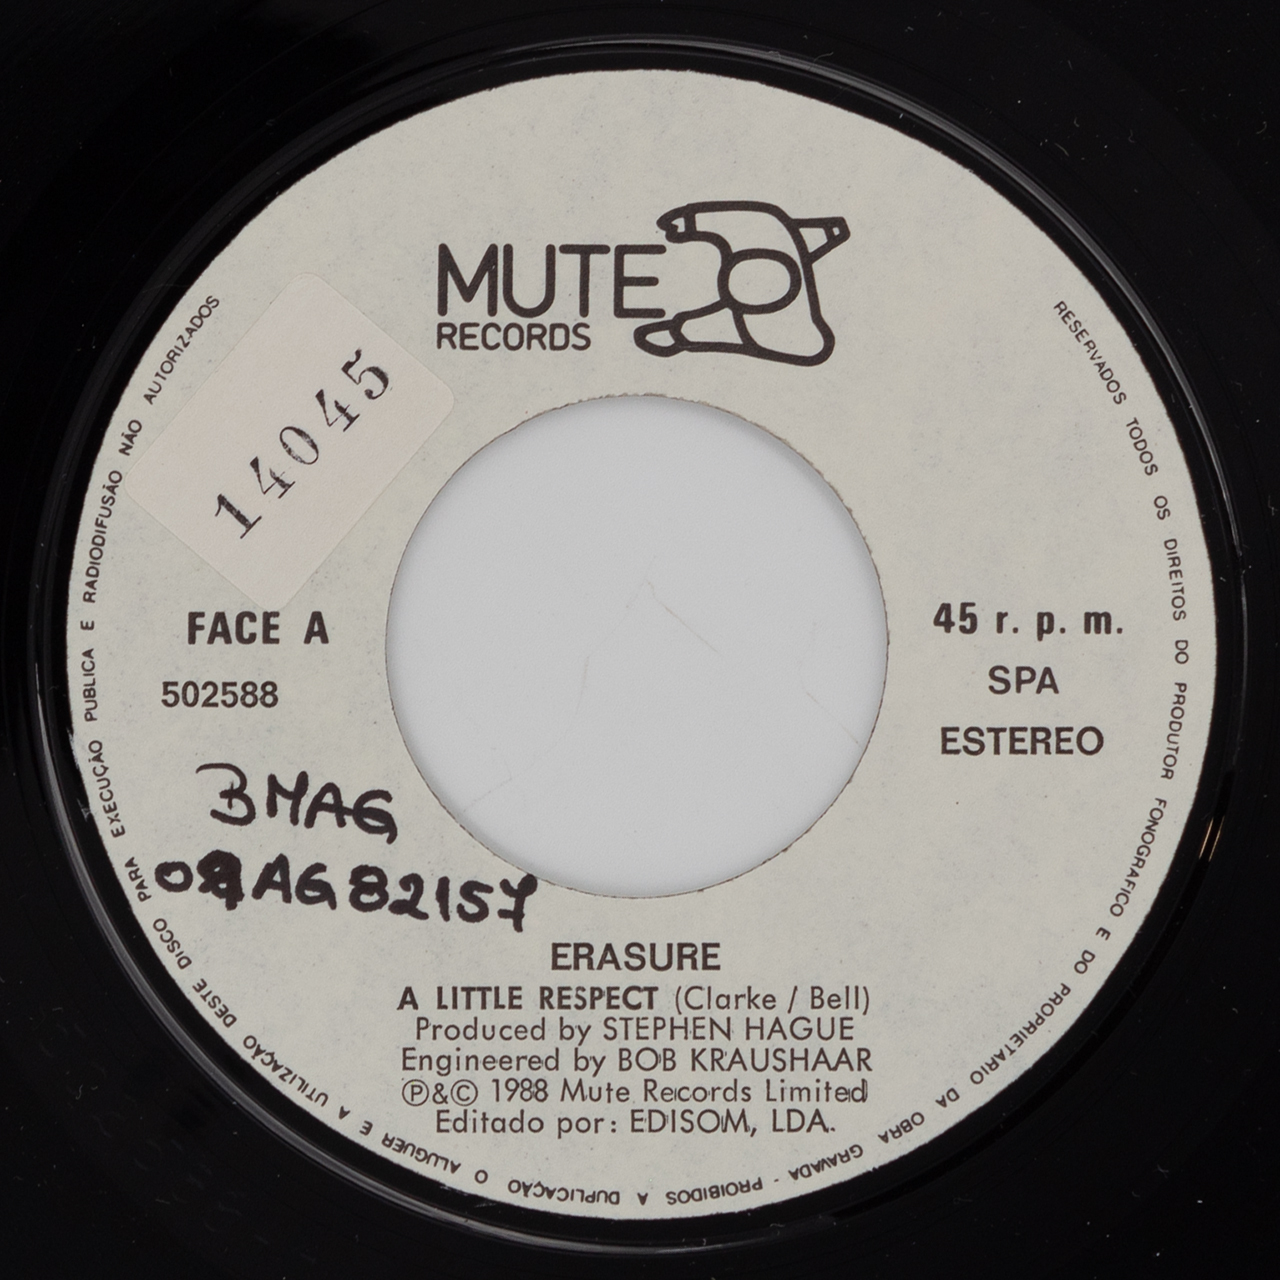 MUTE
RECORDS
14045
FACE A
502588
45 r. p. m.
SPA
ESTEREO
BMAG
AG82157
ERASURE
A LITTLE RESPECT (Clarke / Bell)
Produced by STEPHEN HAGUE
Engineered by BOB KRAUSHAAR
Ⓟ&© 1988 Mute Records Limited
Editado por: EDISOM, LDA.
RESERVADOS TODOS OS DIREITOS DO PRODUTOR FONOGRAFICO E DO PROPRIETARIO DA OBRA GRAVADA - PROIBIDOS A DUPLICAÇÃO O ALUGUER E A UTILIZAÇÃO DESTE DISCO PARA EXECUÇÃO PUBLICA E RADIODIFUSÃO NÃO AUTORIZADOS